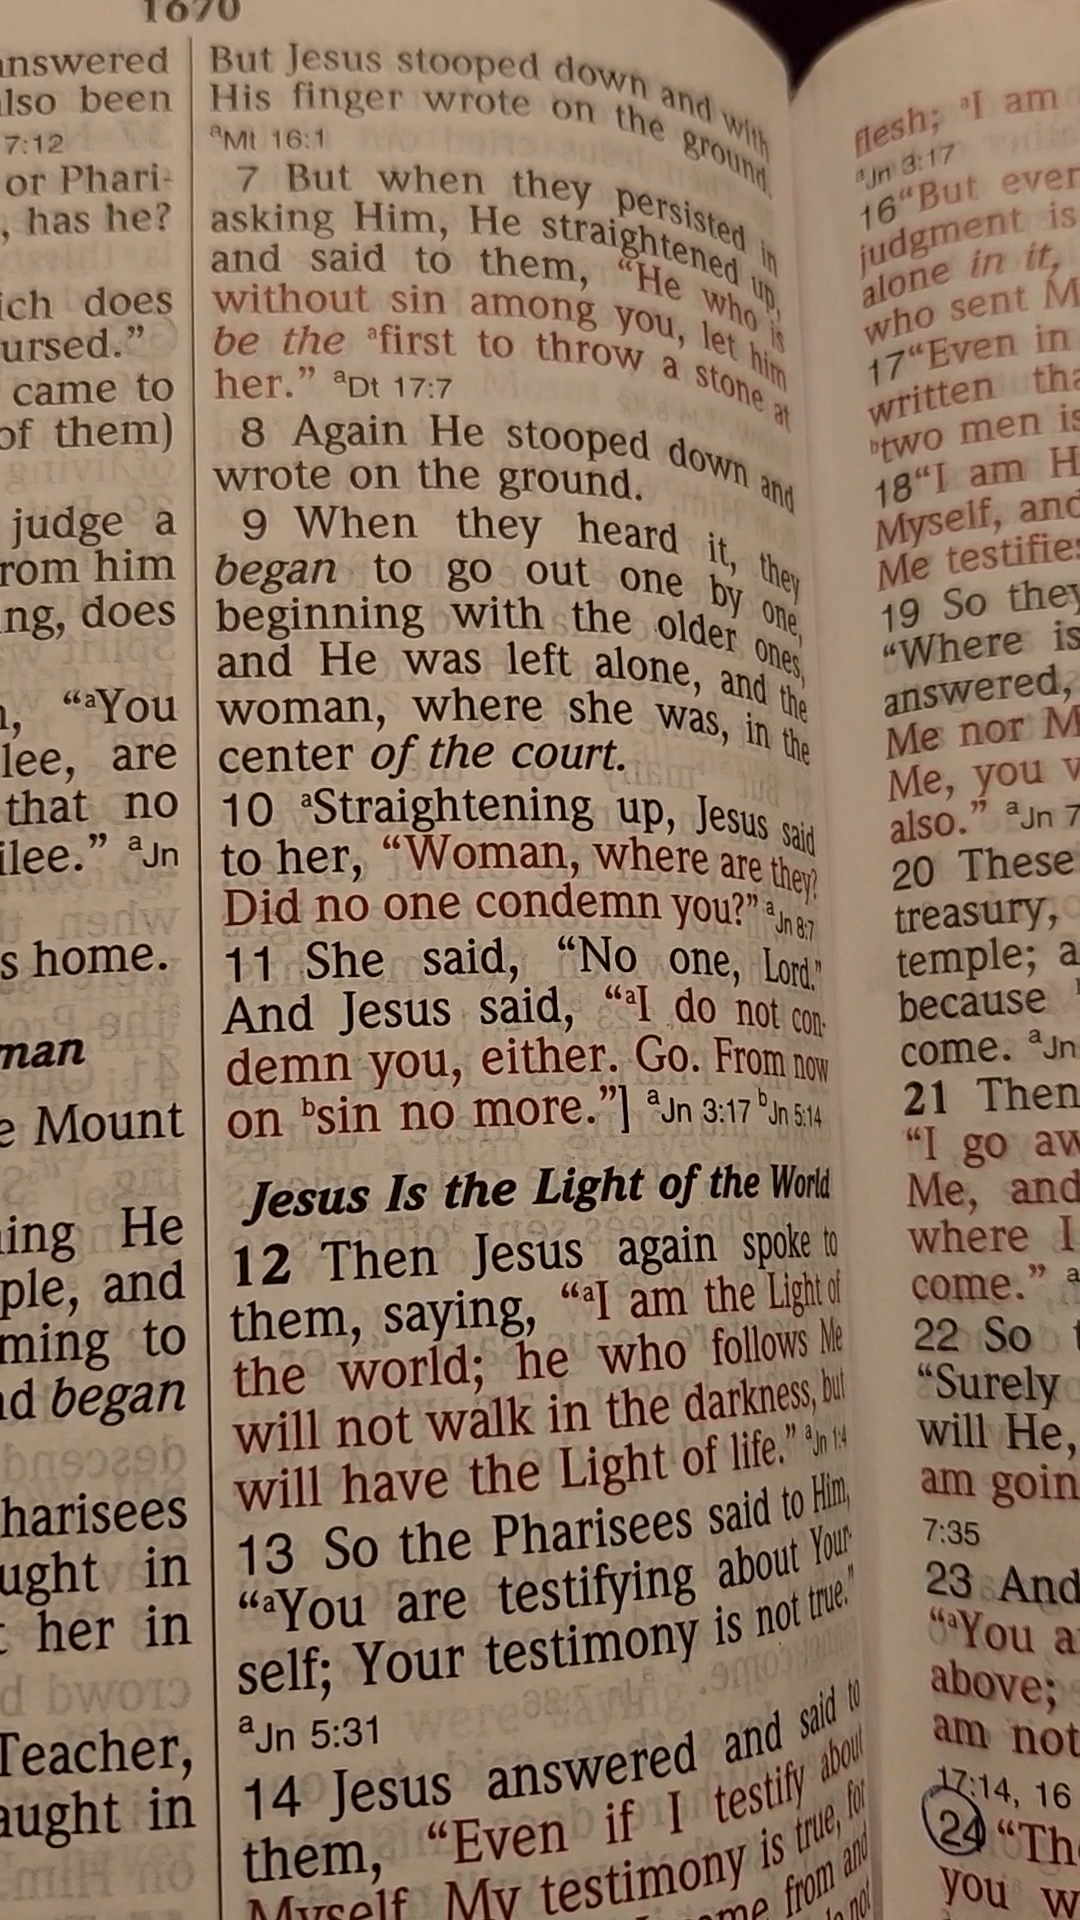 1670
answered
also been
7:12
or Phari-
, has he?
ich does
ursed.”
came to
of them)
judge a
rom him
ng, does
“ᵃYou
lee, are
that no
ilee.” ᵃJn
s home.
man
e Mount
ing He
ple, and
ming to
nd began
harisees
ught in
t her in
Teacher,
aught in
But Jesus stooped down and with
His finger wrote on the ground.
ᵃMt 16:1
7 But when they persisted in
asking Him, He straightened up,
and said to them, “He who is
without sin among you, let him
be the ᵃfirst to throw a stone at
her.” ᵃDt 17:7
8 Again He stooped down and
wrote on the ground.
9 When they heard it, they
began to go out one by one,
beginning with the older ones,
and He was left alone, and the
woman, where she was, in the
center of the court.
10 ᵃStraightening up, Jesus said
to her, “Woman, where are they?
Did no one condemn you?” ᵃJn 8:7
11 She said, “No one, Lord.”
And Jesus said, “ᵃI do not con-
demn you, either. Go. From now
on ᵇsin no more.”] ᵃJn 3:17 ᵇJn 5:14
Jesus Is the Light of the World
12 Then Jesus again spoke to
them, saying, “ᵃI am the Light of
the world; he who follows Me
will not walk in the darkness, but
will have the Light of life.” ᵃJn 1:4
13 So the Pharisees said to Him,
“ᵃYou are testifying about Your-
self; Your testimony is not true.”
ᵃJn 5:31
14 Jesus answered and said to
them, “Even if I testify about
Myself, My testimony is true, for
me from and
not
flesh; ᵃI am
ᵃJn 3:17
16“But even
judgment is
alone in it,
who sent M
17“Even in
written tha
ᵇtwo men is
18“I am H
Myself, and
Me testifies
19 So they
“Where is
answered,
Me nor M
Me, you
also.” ᵃJn 7
20 These
treasury,
temple; a
because
come. ᵃJn
21 Then
“I go aw
Me, and
where I
come.” ᵃ
22 So
“Surely
will He,
am goin
7:35
23 And
“ᵃYou a
above;
am not
17:14, 16
24 “Th
you w